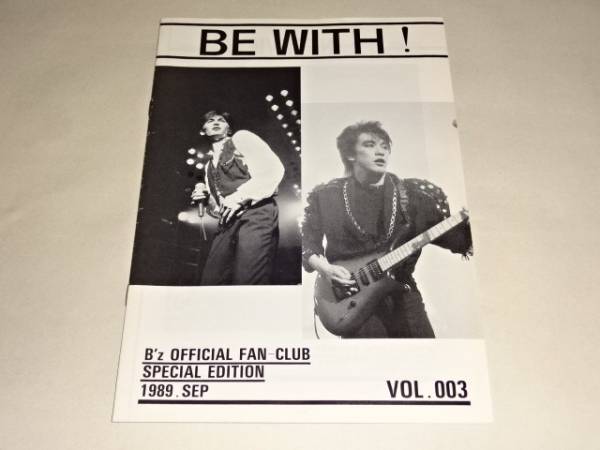 BE WITH!
B'z OFFICIAL FAN-CLUB
SPECIAL EDITION
1989.SEP
VOL.003